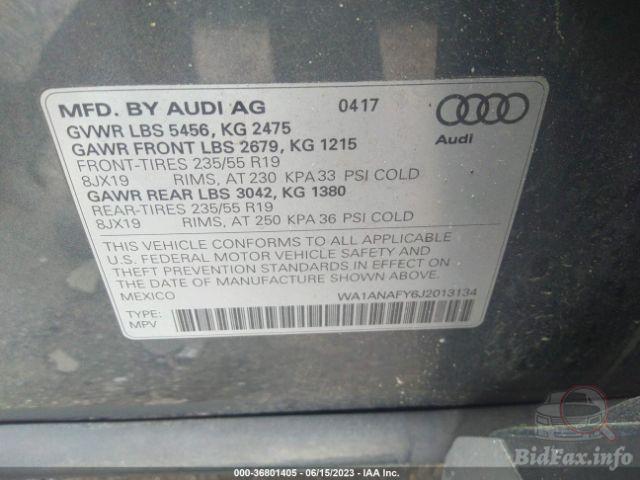 MFD. BY AUDI AG 0417
Audi
GVWR LBS 5456, KG 2475
GAWR FRONT LBS 2679, KG 1215
FRONT-TIRES 235/55 R19
8JX19 RIMS, AT 230 KPA 33 PSI COLD
GAWR REAR LBS 3042, KG 1380
REAR-TIRES 235/55 R19
8JX19 RIMS, AT 250 KPA 36 PSI COLD
THIS VEHICLE CONFORMS TO ALL APPLICABLE
U.S. FEDERAL MOTOR VEHICLE SAFETY AND
THEFT PREVENTION STANDARDS IN EFFECT ON
THE DATE OF MANUFACTURE SHOWN ABOVE.
MEXICO WA1ANAFY6J2013134
TYPE:
MPV
000-36801405 - 06/15/2023 - IAA Inc.
BidFax.info